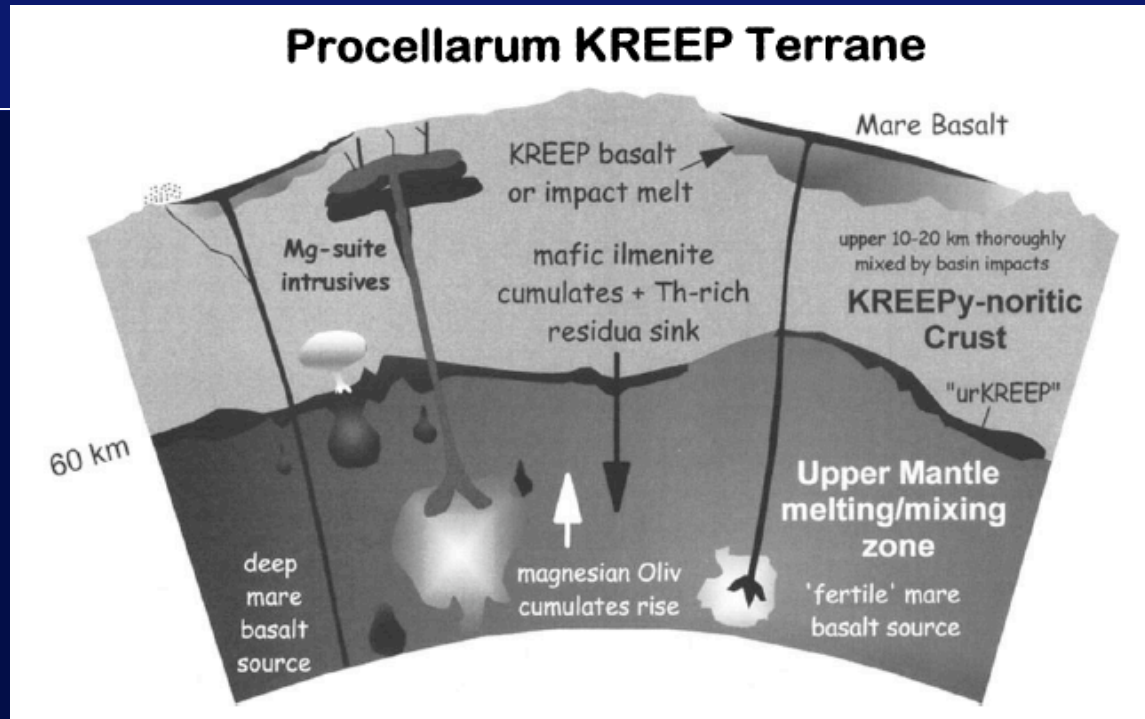 Procellarum KREEP Terrane
Mare Basalt
KREEP basalt
or impact melt
Mg-suite
intrusives
mafic ilmenite
cumulates + Th-rich
residua sink
upper 10-20 km thoroughly
mixed by basin impacts
KREEPy-noritic
Crust
"urKREEP"
60 km
Upper Mantle
melting/mixing
zone
deep
mare
basalt
source
magnesian Oliv
cumulates rise
'fertile' mare
basalt source